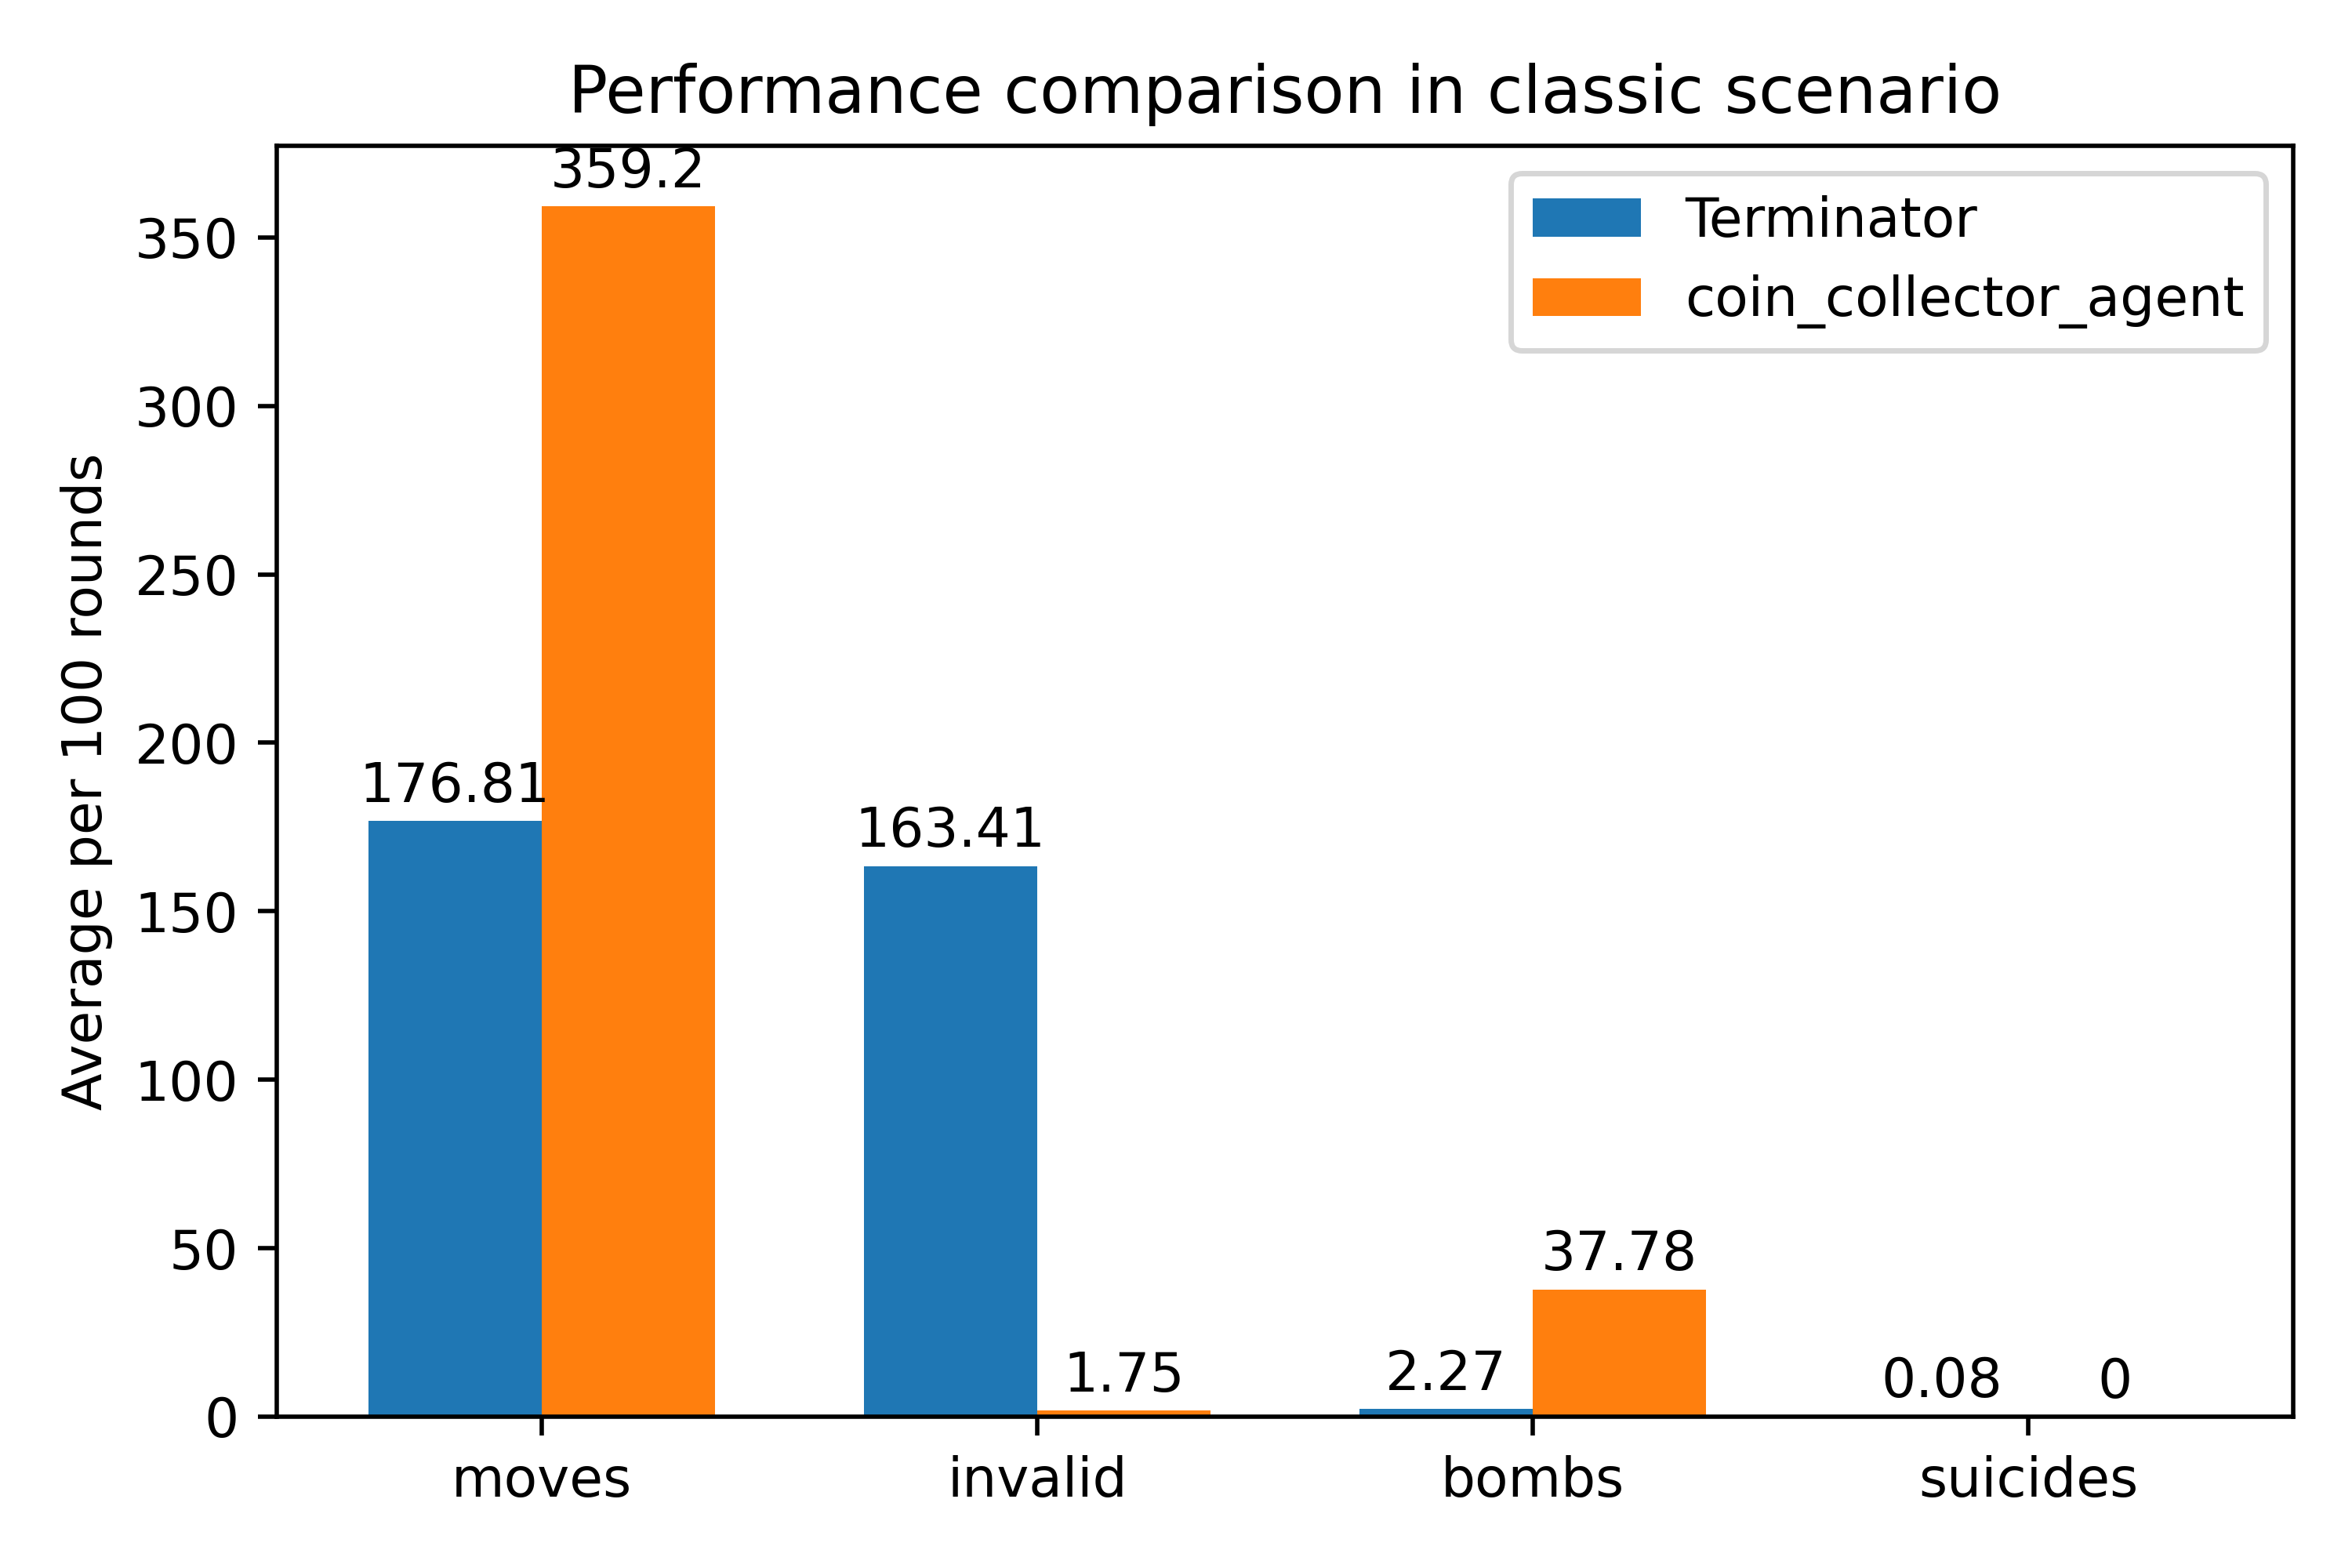 Performance comparison in classic scenario
Terminator
coin_collector_agent
Average per 100 rounds
350
300
250
200
150
100
50
0
176.81
359.2
163.41
1.75
2.27
37.78
0.08
0
moves
invalid
bombs
suicides